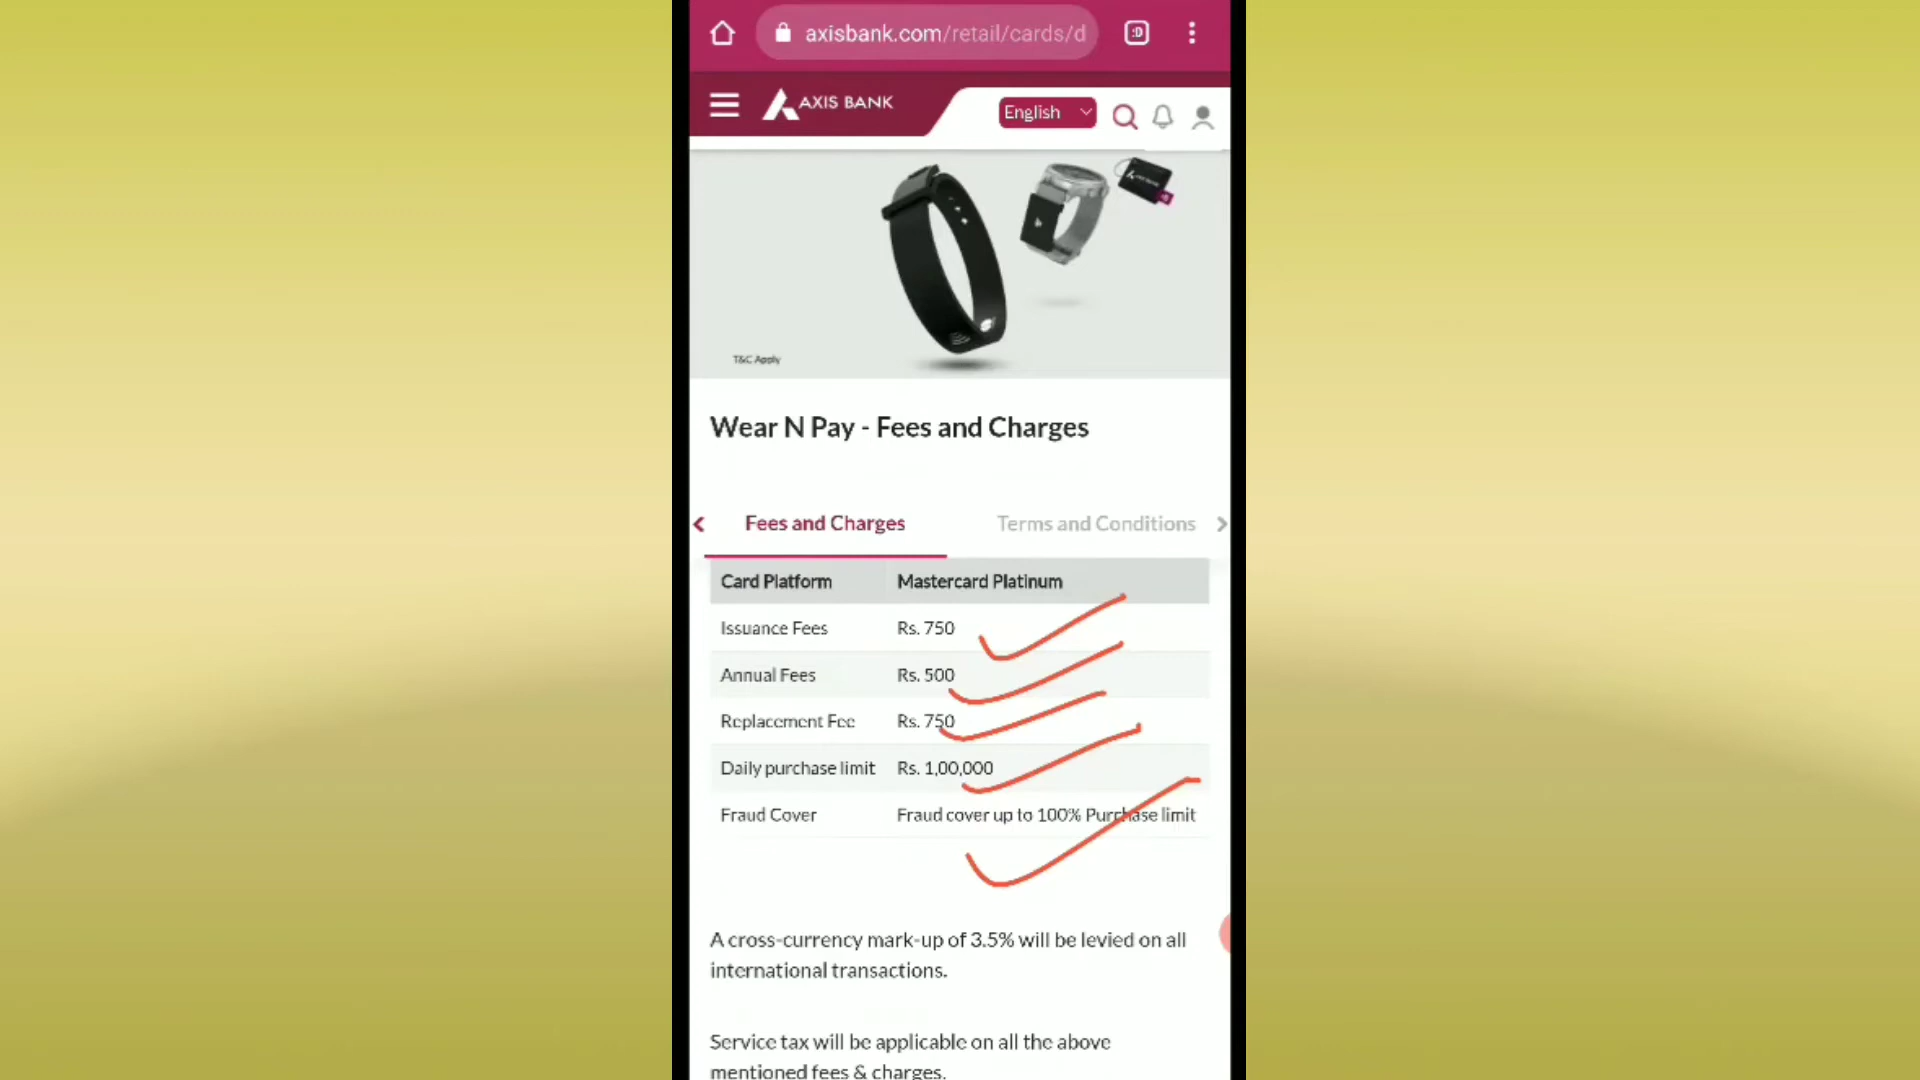 axisbank.com/retail/cards/d
:D
AXIS BANK
English
AXIS BANK
T&C Apply
Wear N Pay - Fees and Charges
Fees and Charges
Terms and Conditions
Card Platform Mastercard Platinum
Issuance Fees Rs. 750
Annual Fees Rs. 500
Replacement Fee Rs. 750
Daily purchase limit Rs. 1,00,000
Fraud Cover Fraud cover up to 100% Purchase limit
A cross-currency mark-up of 3.5% will be levied on all
international transactions.
Service tax will be applicable on all the above
mentioned fees & charges.